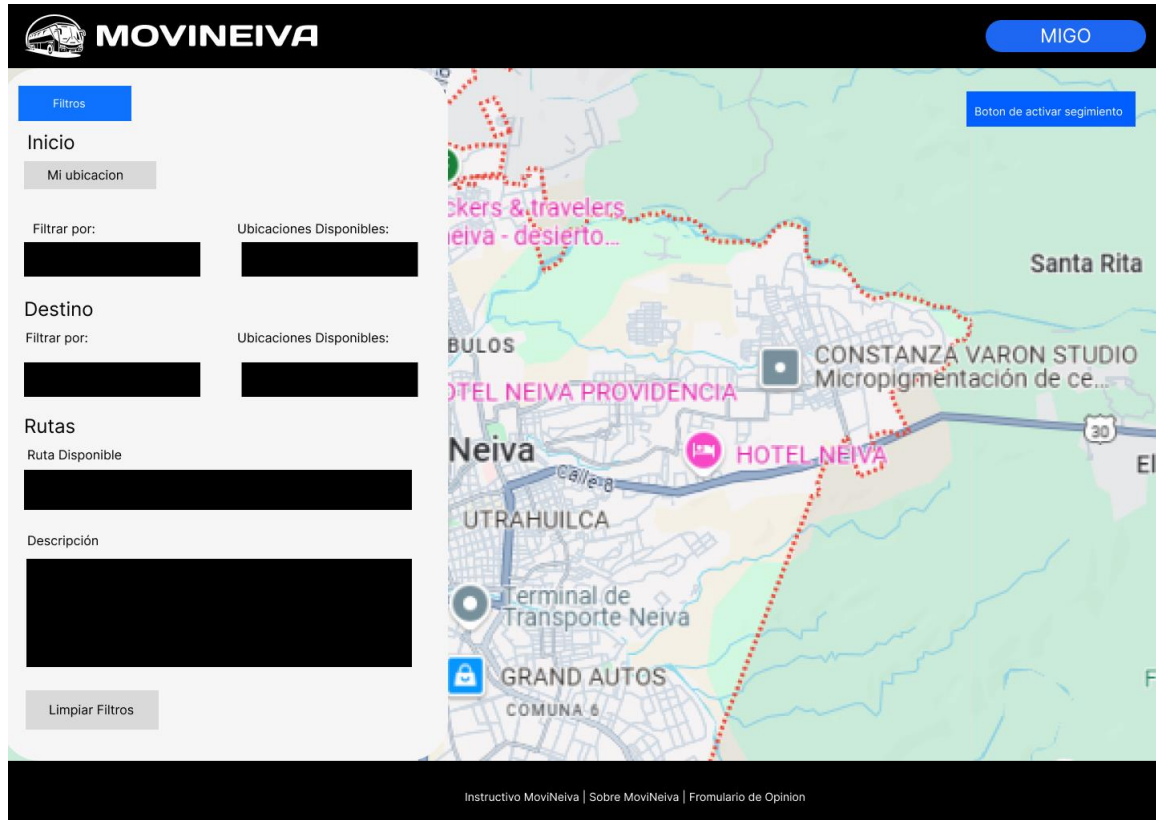 MOVINEIVA
MIGO
Filtros
Boton de activar segimiento
Inicio
Mi ubicacion
Filtrar por:
Ubicaciones Disponibles:
Destino
Filtrar por:
Ubicaciones Disponibles:
Rutas
Ruta Disponible
Descripción
Limpiar Filtros
ckers & travelers
neiva - desierto...
Santa Rita
BULOS
CONSTANZA VARON STUDIO
Micropigmentación de ce...
OTEL NEIVA PROVIDENCIA
30
Neiva
HOTEL NEIVA
El
Calle 8
UTRAHUILCA
Terminal de
Transporte Neiva
GRAND AUTOS
F
COMUNA 6
Instructivo MoviNeiva | Sobre MoviNeiva | Fromulario de Opinion